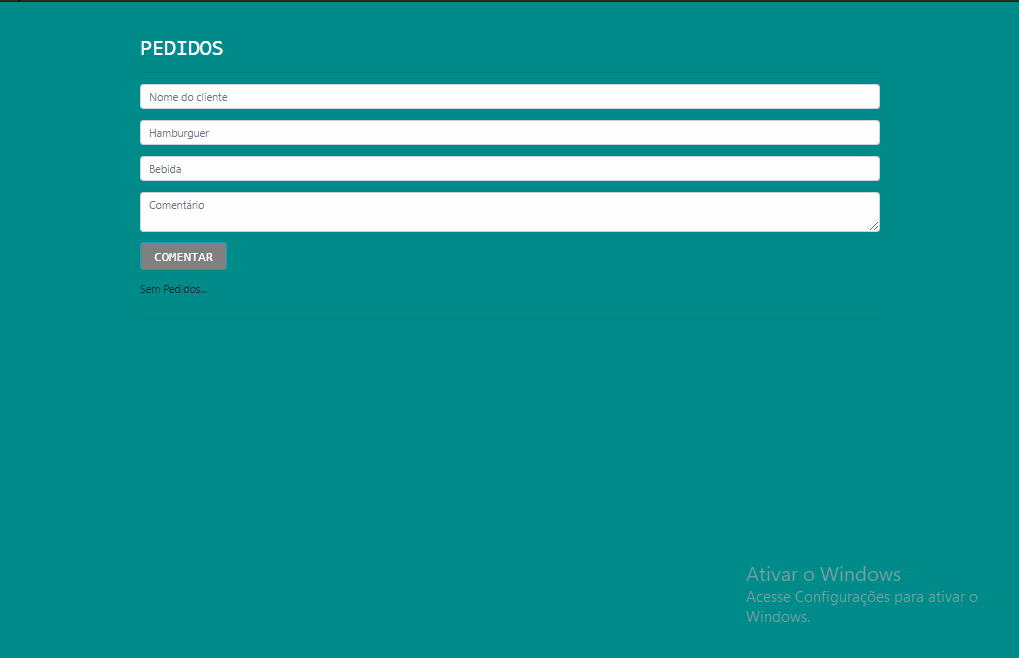 PEDIDOS
Nome do cliente
Hamburguer
Bebida
Comentário
COMENTAR
Sem Pedidos...
Ativar o Windows
Acesse Configurações para ativar o
Windows.